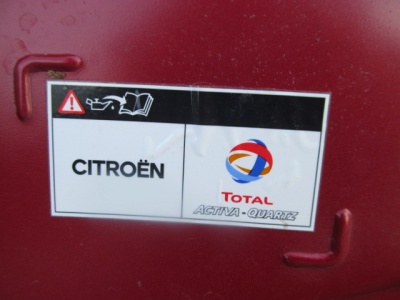 CITROËN
TOTAL
ACTIVA - QUARTZ